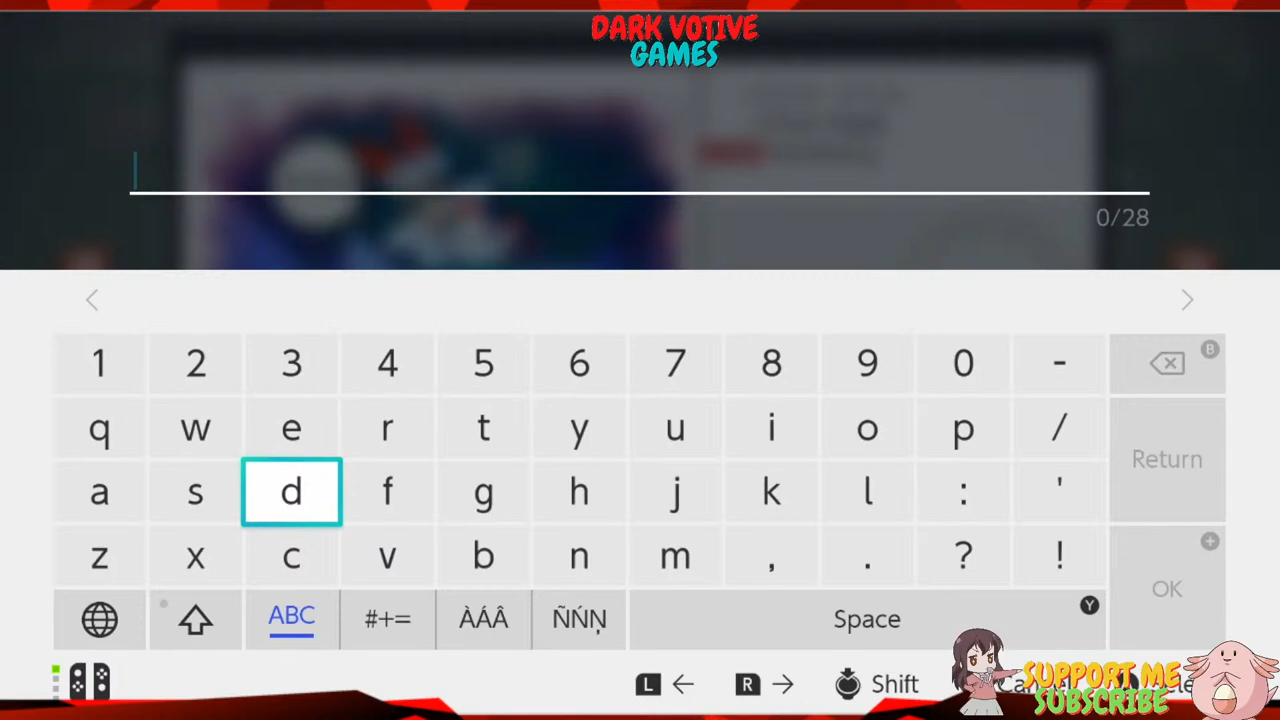 DARK VOTIVE
GAMES
0/28
1 2 3 4 5 6 7 8 9 0 - B
q w e r t y u i o p /
Return
a s d f g h j k l : '
z x c v b n m , . ? !
OK
ABC #+= ÀÁÂ ÑŃŅ Space Y
L ← R → Shift
SUPPORT ME
SUBSCRIBE